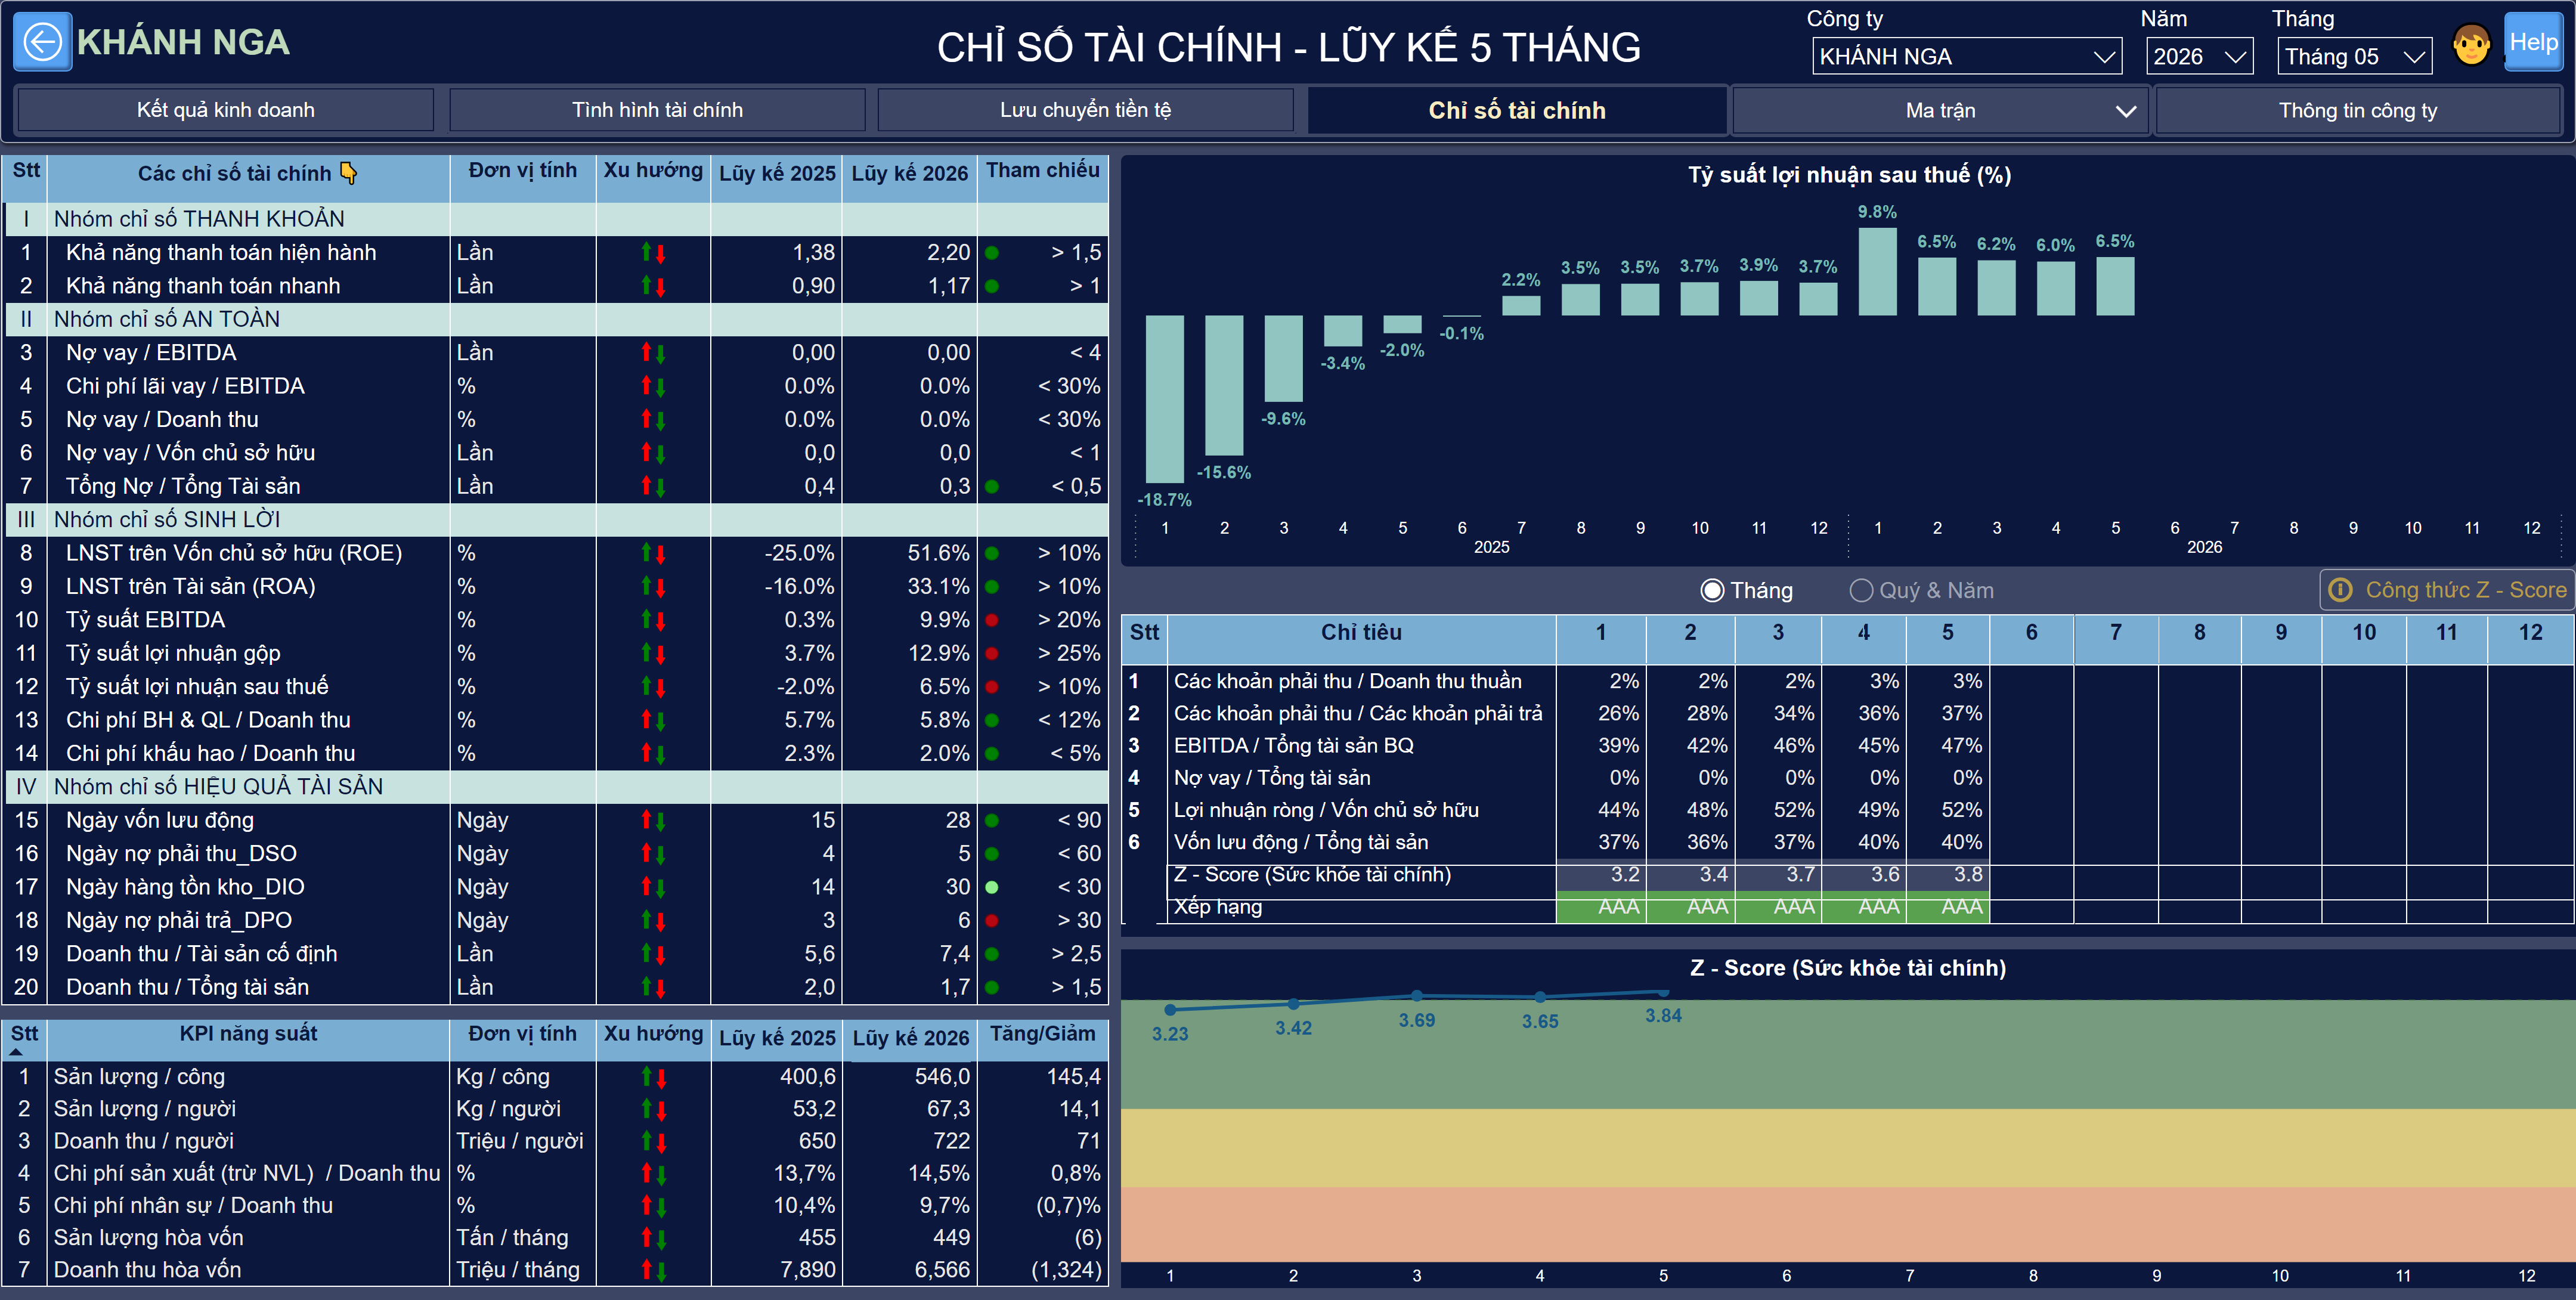 KHÁNH NGA
CHỈ SỐ TÀI CHÍNH - LŨY KẾ 5 THÁNG
Công ty Năm Tháng
KHÁNH NGA 2026 Tháng 05 Help
Kết quả kinh doanh Tình hình tài chính Lưu chuyển tiền tệ Chỉ số tài chính Ma trận Thông tin công ty
Stt Các chỉ số tài chính Đơn vị tính Xu hướng Lũy kế 2025 Lũy kế 2026 Tham chiếu
I Nhóm chỉ số THANH KHOẢN
1 Khả năng thanh toán hiện hành Lần 1,38 2,20 > 1,5
2 Khả năng thanh toán nhanh Lần 0,90 1,17 > 1
II Nhóm chỉ số AN TOÀN
3 Nợ vay / EBITDA Lần 0,00 0,00 < 4
4 Chi phí lãi vay / EBITDA % 0.0% 0.0% < 30%
5 Nợ vay / Doanh thu % 0.0% 0.0% < 30%
6 Nợ vay / Vốn chủ sở hữu Lần 0,0 0,0 < 1
7 Tổng Nợ / Tổng Tài sản Lần 0,4 0,3 < 0,5
III Nhóm chỉ số SINH LỜI
8 LNST trên Vốn chủ sở hữu (ROE) % -25.0% 51.6% > 10%
9 LNST trên Tài sản (ROA) % -16.0% 33.1% > 10%
10 Tỷ suất EBITDA % 0.3% 9.9% > 20%
11 Tỷ suất lợi nhuận gộp % 3.7% 12.9% > 25%
12 Tỷ suất lợi nhuận sau thuế % -2.0% 6.5% > 10%
13 Chi phí BH & QL / Doanh thu % 5.7% 5.8% < 12%
14 Chi phí khấu hao / Doanh thu % 2.3% 2.0% < 5%
IV Nhóm chỉ số HIỆU QUẢ TÀI SẢN
15 Ngày vốn lưu động Ngày 15 28 < 90
16 Ngày nợ phải thu_DSO Ngày 4 5 < 60
17 Ngày hàng tồn kho_DIO Ngày 14 30 < 30
18 Ngày nợ phải trả_DPO Ngày 3 6 > 30
19 Doanh thu / Tài sản cố định Lần 5,6 7,4 > 2,5
20 Doanh thu / Tổng tài sản Lần 2,0 1,7 > 1,5
Stt KPI năng suất Đơn vị tính Xu hướng Lũy kế 2025 Lũy kế 2026 Tăng/Giảm
1 Sản lượng / công Kg / công 400,6 546,0 145,4
2 Sản lượng / người Kg / người 53,2 67,3 14,1
3 Doanh thu / người Triệu / người 650 722 71
4 Chi phí sản xuất (trừ NVL) / Doanh thu % 13,7% 14,5% 0,8%
5 Chi phí nhân sự / Doanh thu % 10,4% 9,7% (0,7)%
6 Sản lượng hòa vốn Tấn / tháng 455 449 (6)
7 Doanh thu hòa vốn Triệu / tháng 7,890 6,566 (1,324)
Tỷ suất lợi nhuận sau thuế (%)
-18.7% -15.6% -9.6% -3.4% -2.0% -0.1% 2.2% 3.5% 3.5% 3.7% 3.9% 3.7% 9.8% 6.5% 6.2% 6.0% 6.5%
1 2 3 4 5 6 7 8 9 10 11 12 1 2 3 4 5 6 7 8 9 10 11 12
2025 2026
Tháng Quý & Năm Công thức Z - Score
Stt Chỉ tiêu 1 2 3 4 5 6 7 8 9 10 11 12
1 Các khoản phải thu / Doanh thu thuần 2% 2% 2% 3% 3%
2 Các khoản phải thu / Các khoản phải trả 26% 28% 34% 36% 37%
3 EBITDA / Tổng tài sản BQ 39% 42% 46% 45% 47%
4 Nợ vay / Tổng tài sản 0% 0% 0% 0% 0%
5 Lợi nhuận ròng / Vốn chủ sở hữu 44% 48% 52% 49% 52%
6 Vốn lưu động / Tổng tài sản 37% 36% 37% 40% 40%
Z - Score (Sức khỏe tài chính) 3.2 3.4 3.7 3.6 3.8
Xếp hạng AAA AAA AAA AAA AAA
Z - Score (Sức khỏe tài chính)
3.23 3.42 3.69 3.65 3.84
1 2 3 4 5 6 7 8 9 10 11 12